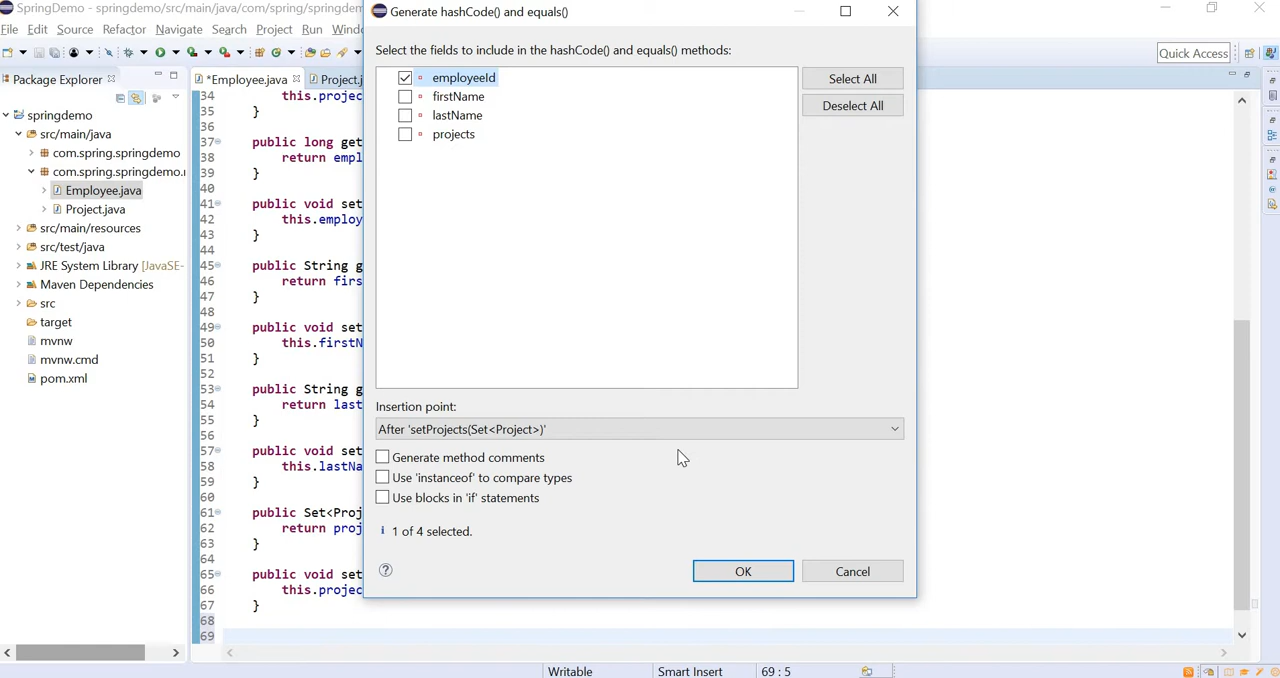 SpringDemo - springdemo/src/main/java/com/spring/springdem
Generate hashCode() and equals()
File Edit Source Refactor Navigate Search Project Run Windo
Select the fields to include in the hashCode() and equals() methods:
Quick Access
Package Explorer
*Employee.java
Project.j
employeeId
firstName
lastName
projects
Select All
Deselect All
springdemo
src/main/java
com.spring.springdemo
com.spring.springdemo.r
Employee.java
Project.java
src/main/resources
src/test/java
JRE System Library [JavaSE-
Maven Dependencies
src
target
mvnw
mvnw.cmd
pom.xml
34 this.projec
35 }
36
37 public long get
38 return empl
39 }
40
41 public void set
42 this.employ
43 }
44
45 public String g
46 return firs
47 }
48
49 public void set
50 this.firstN
51 }
52
53 public String g
54 return last
55 }
56
57 public void set
58 this.lastNa
59 }
60
61 public Set<Proj
62 return proj
63 }
64
65 public void set
66 this.projec
67 }
68
69
Insertion point:
After 'setProjects(Set<Project>)'
Generate method comments
Use 'instanceof' to compare types
Use blocks in 'if' statements
i 1 of 4 selected.
?
OK
Cancel
Writable
Smart Insert
69 : 5